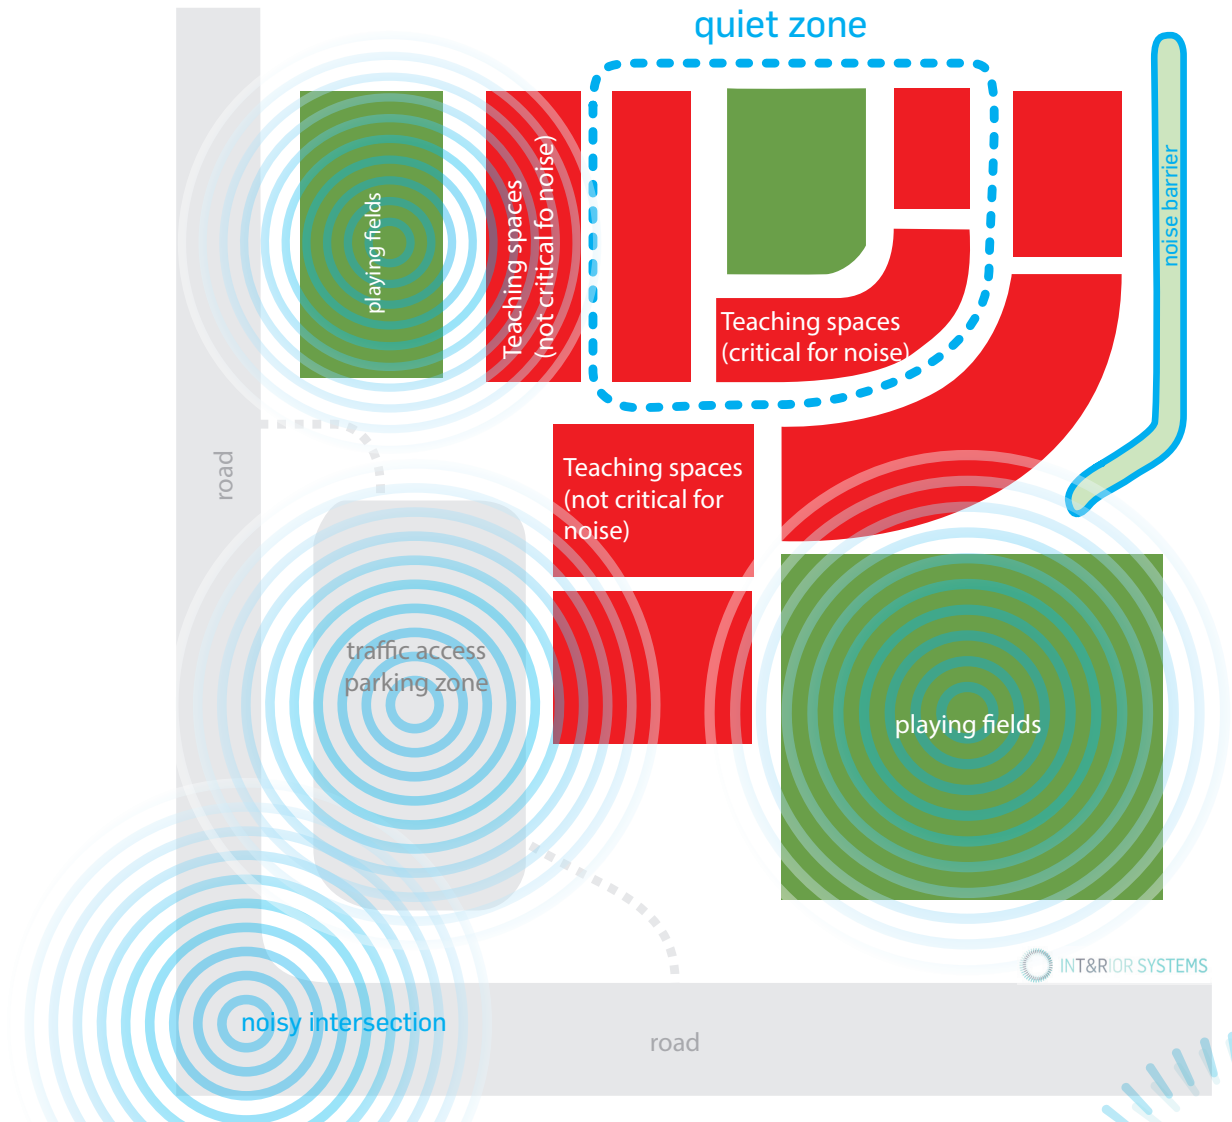 quiet zone
playing fields
Teaching spaces
(not critical fo noise)
noise barrier
Teaching spaces
(critical for noise)
road
Teaching spaces
(not critical for
noise)
traffic access
parking zone
playing fields
INT&RIOR SYSTEMS
noisy intersection
road